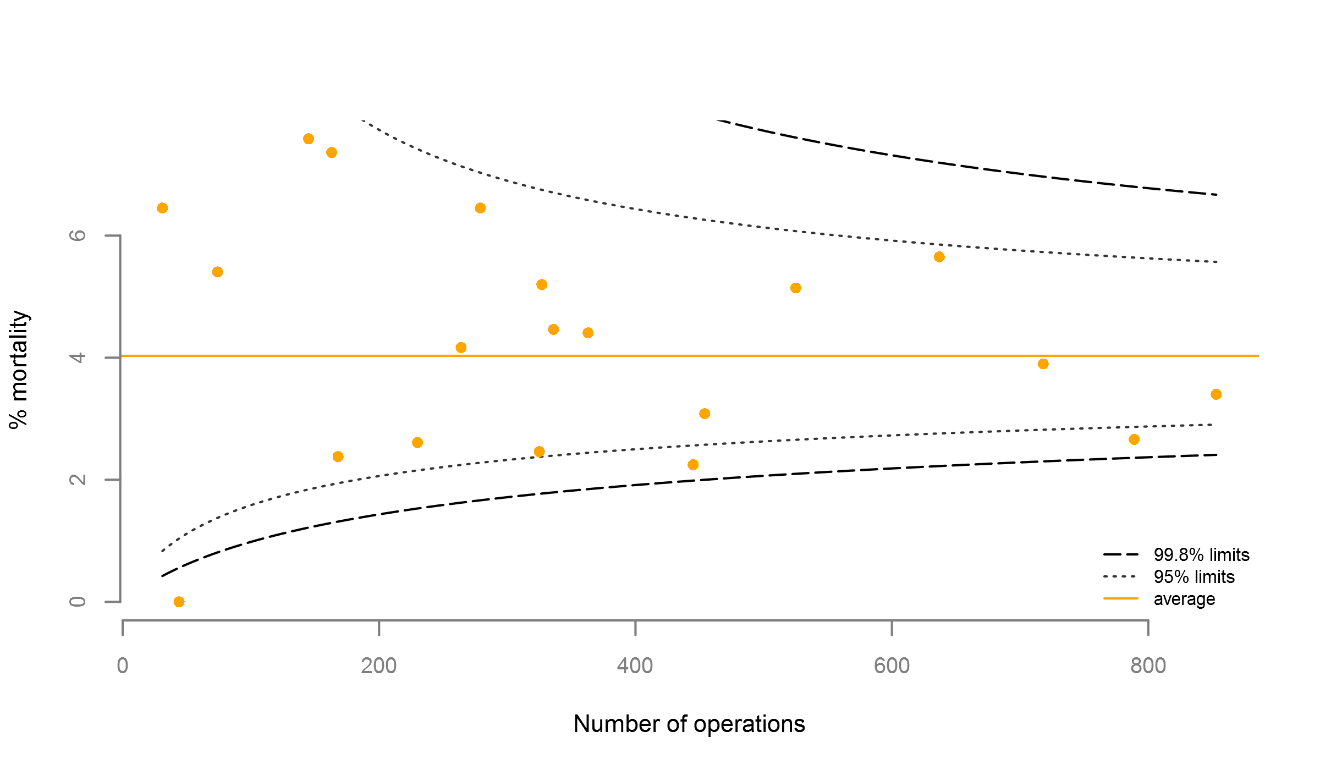 % mortality
6
4
2
0
99.8% limits
95% limits
average
0 200 400 600 800
Number of operations